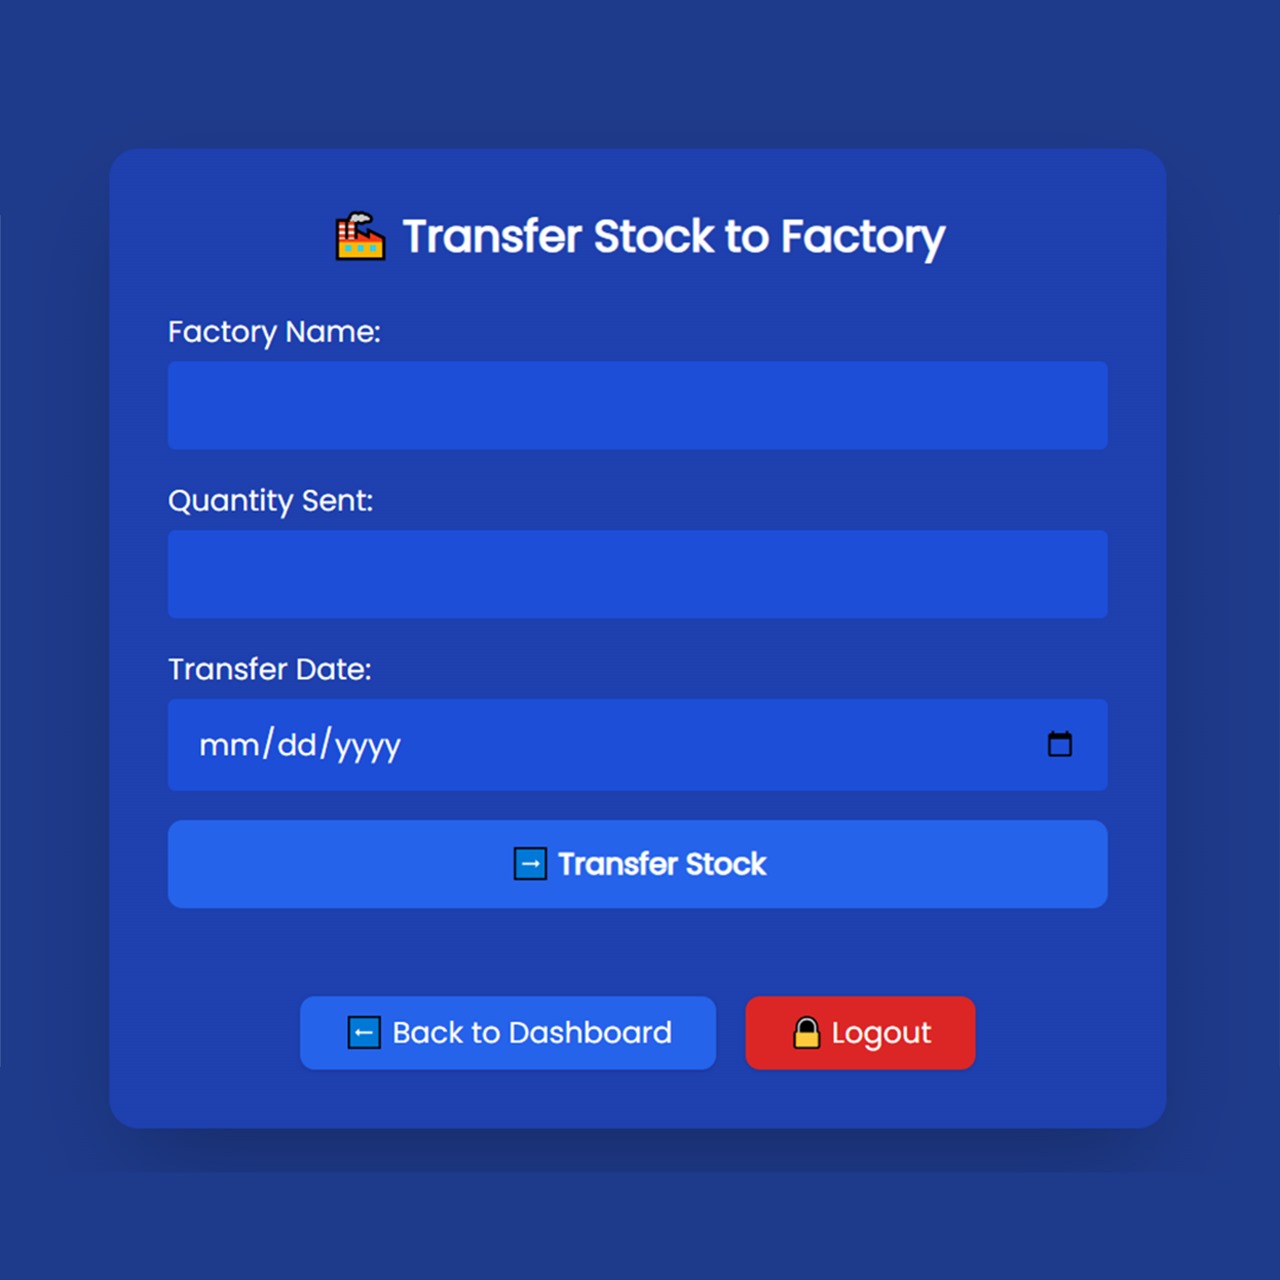 Transfer Stock to Factory
Factory Name:
Quantity Sent:
Transfer Date:
mm/dd/yyyy
Transfer Stock
Back to Dashboard
Logout